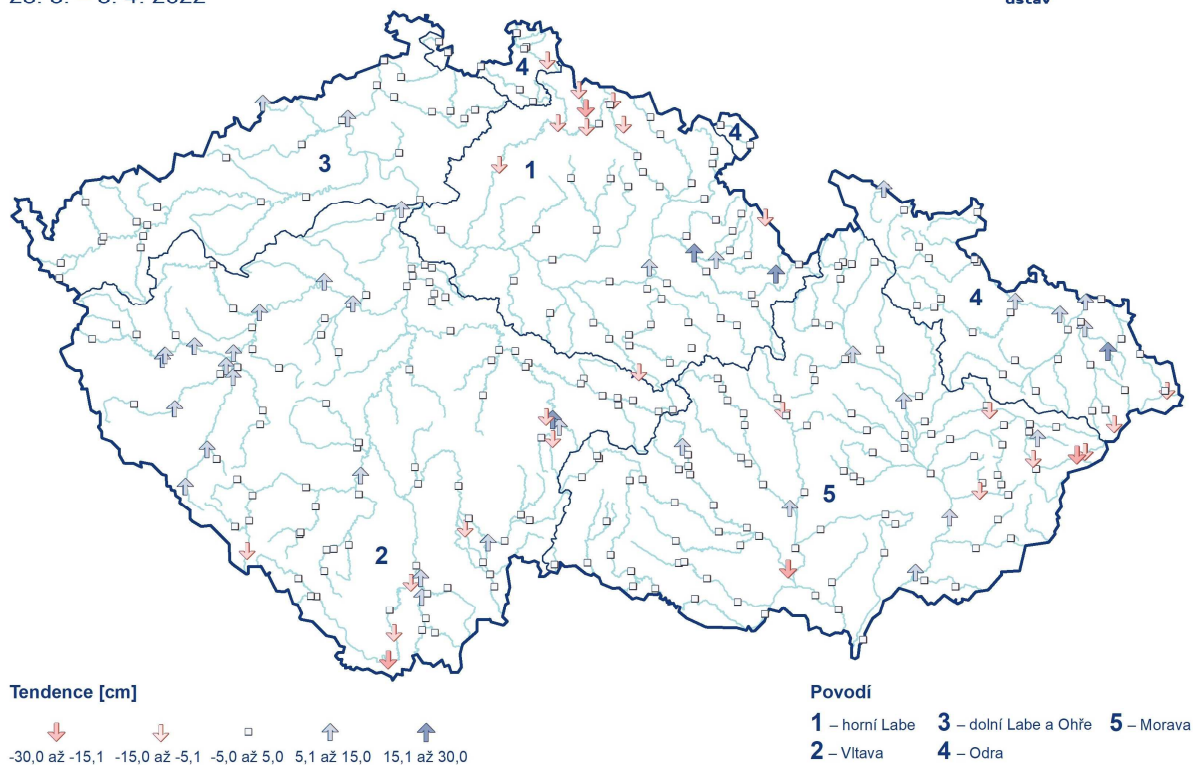 ústav
4
4
3
1
4
5
2
Tendence [cm]
-30,0 až -15,1
-15,0 až -5,1
-5,0 až 5,0
5,1 až 15,0
15,1 až 30,0
Povodí
1 – horní Labe
3 – dolní Labe a Ohře
5 – Morava
2 – Vltava
4 – Odra